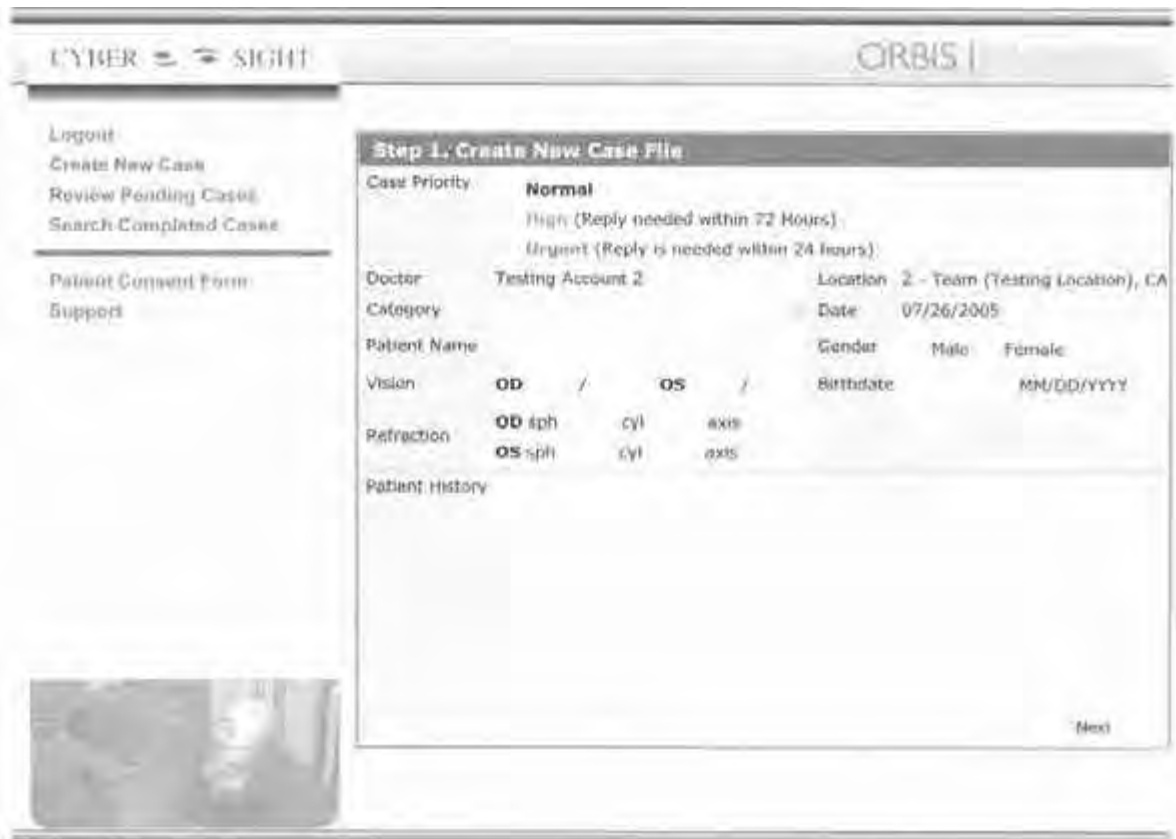 CYBER SIGHT
ORBIS
Logout
Create New Case
Review Pending Cases
Search Completed Cases
Patient Consent Form
Support
Step 1. Create New Case File
Case Priority Normal
High (Reply needed within 72 Hours)
Urgent (Reply is needed within 24 hours)
Doctor Testing Account 2 Location 2 - Team (Testing Location), CA
Category Date 07/26/2005
Patient Name Gender Male Female
Vision OD / OS / Birthdate MM/DD/YYYY
Refraction
OD sph cyl axis
OS sph cyl axis
Patient History
Next